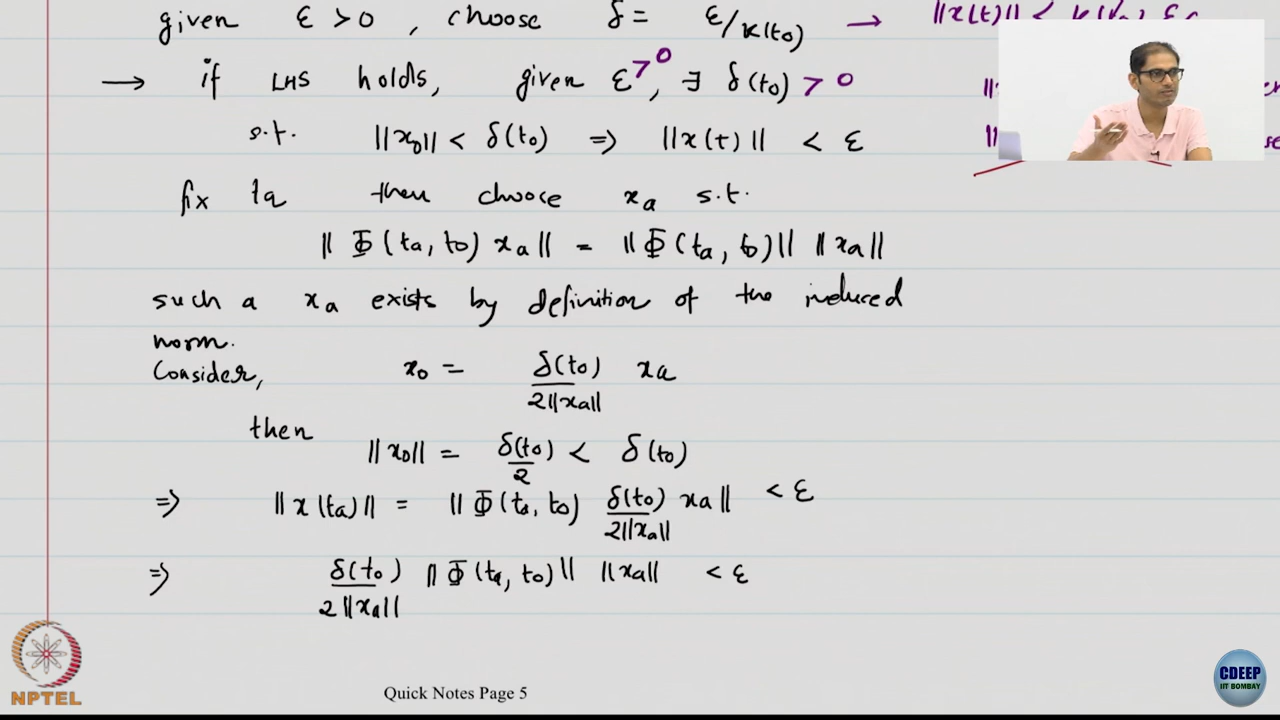 given ε > 0 , choose δ = ε/k(t₀) → ||x(t)|| <
→ if LHS holds, given ε > 0, ∃ δ(t₀) > 0
s.t. ||x₀|| < δ(t₀) ⇒ ||x(t)|| < ε
fix ta then choose xa s.t.
|| Φ(ta, t₀) xa || = || Φ(ta, t₀)|| ||xa||
such a xa exists by definition of the induced
norm.
Consider, x₀ = δ(t₀)/2||xa|| xa
then ||x₀|| = δ(t₀)/2 < δ(t₀)
⇒ ||x(ta)|| = || Φ(ta, t₀) δ(t₀)/2||xa|| xa || < ε
⇒ δ(t₀)/2||xa|| || Φ(ta, t₀)|| ||xa|| < ε
NPTEL
Quick Notes Page 5
CDEEP
IIT BOMBAY